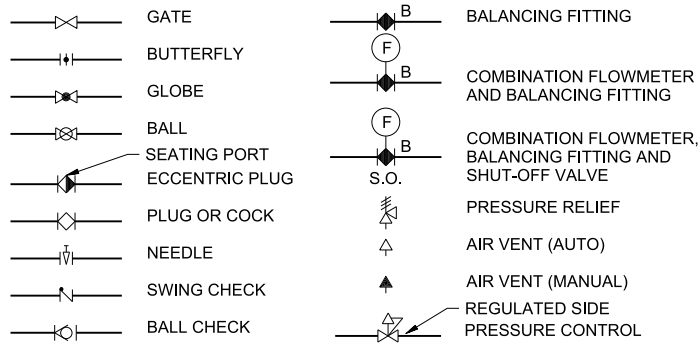 GATE
BUTTERFLY
GLOBE
BALL
SEATING PORT
ECCENTRIC PLUG
PLUG OR COCK
NEEDLE
SWING CHECK
BALL CHECK
B
BALANCING FITTING
F
B
COMBINATION FLOWMETER
AND BALANCING FITTING
F
B
COMBINATION FLOWMETER,
BALANCING FITTING AND
SHUT-OFF VALVE
S.O.
PRESSURE RELIEF
AIR VENT (AUTO)
AIR VENT (MANUAL)
REGULATED SIDE
PRESSURE CONTROL